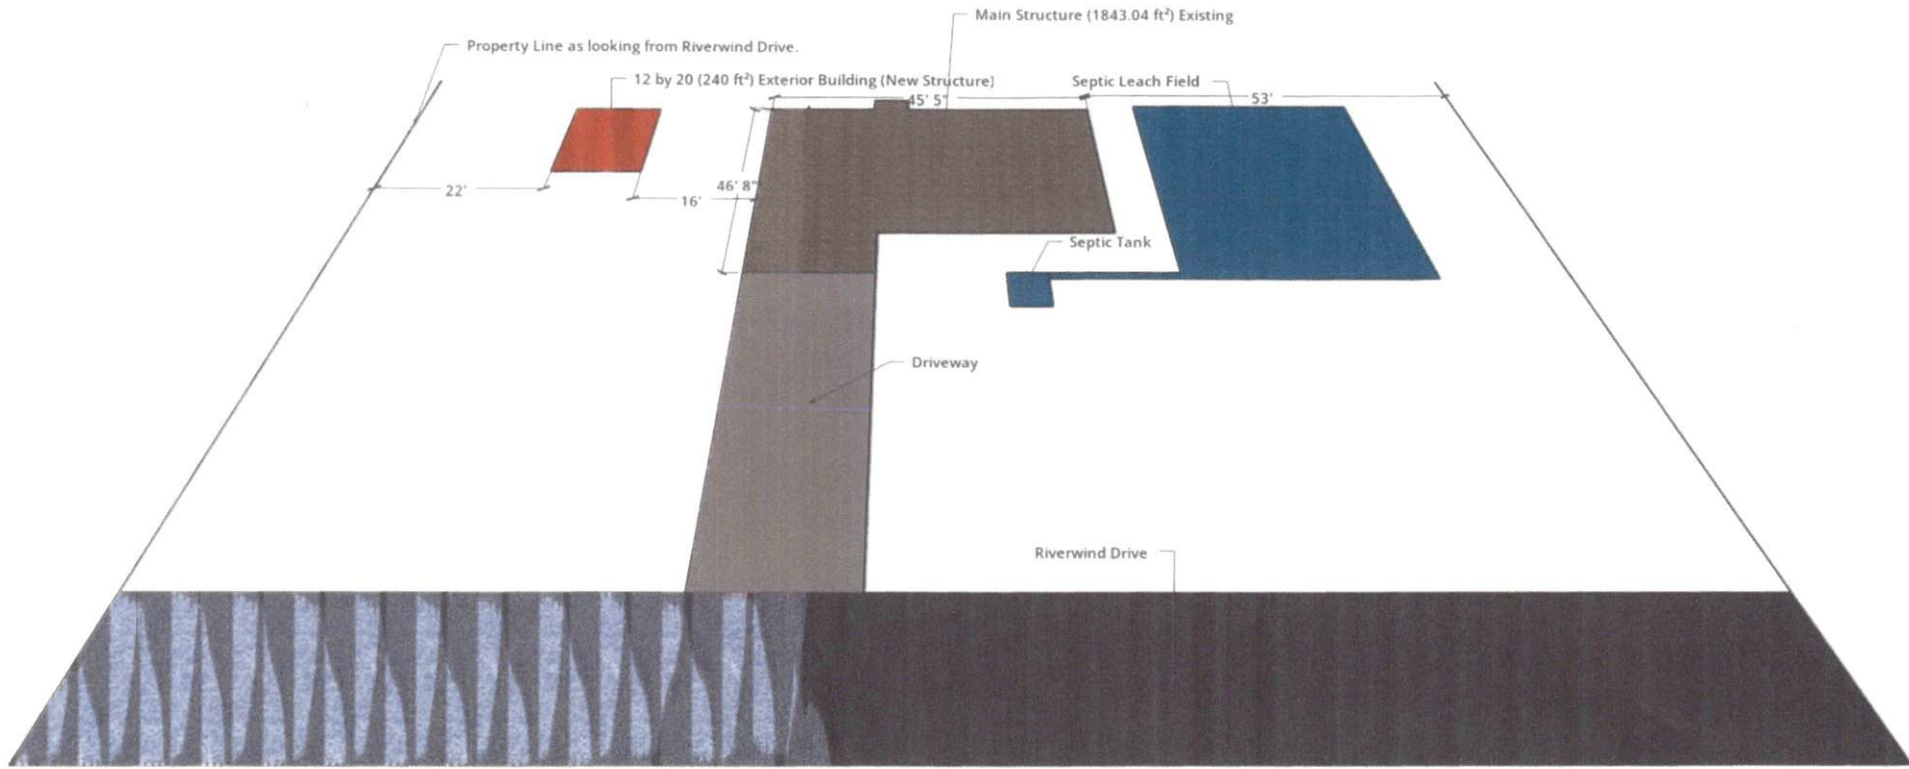 Main Structure (1843.04 ft²) Existing
Property Line as looking from Riverwind Drive.
12 by 20 (240 ft²) Exterior Building (New Structure)
Septic Leach Field
45' 5"
53'
46' 8"
22'
16'
Septic Tank
Driveway
Riverwind Drive